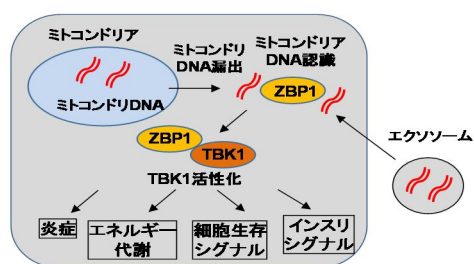 ミトコンドリア
ミトコンドリDNA
ミトコンドリ
DNA漏出
ミトコンドリア
DNA認識
ZBP1
エクソソーム
ZBP1
TBK1
TBK1活性化
炎症
エネルギー
代謝
細胞生存
シグナル
インスリ
シグナル